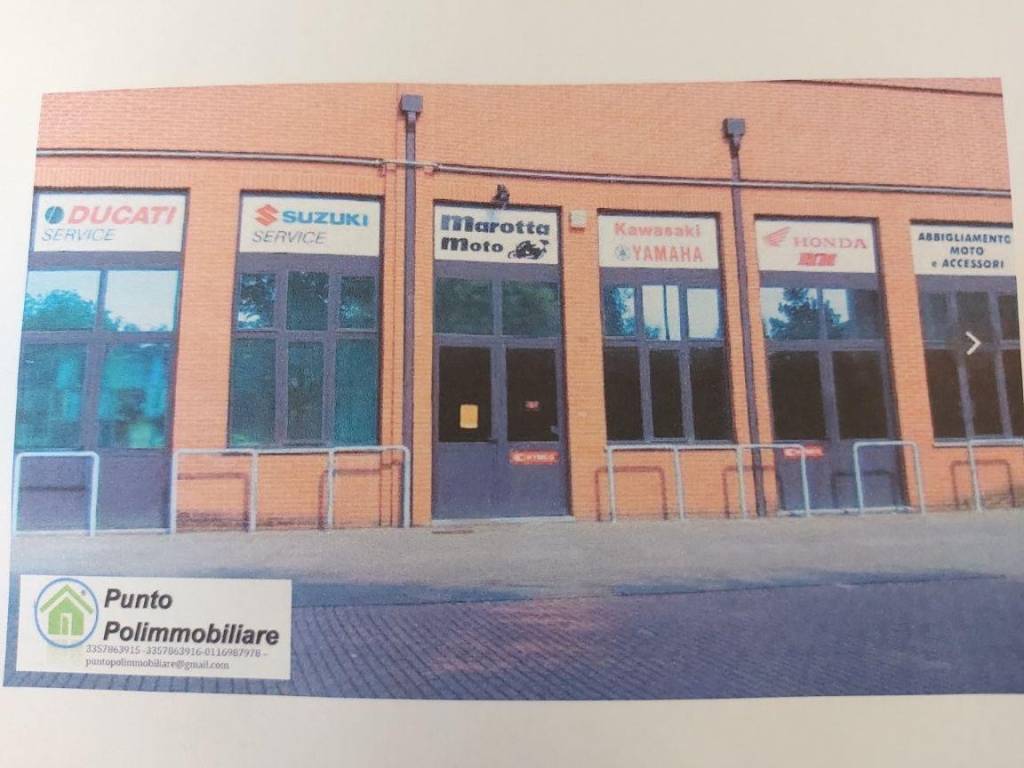 DUCATI
SERVICE
SUZUKI
SERVICE
Marotta
Moto
Kawasaki
YAMAHA
HONDA
ABBIGLIAMENTO
MOTO
e ACCESSORI
Punto
Polimmobiliare
3357863915-3357863916-0116987978 -
puntopolimmobiliare@gmail.com